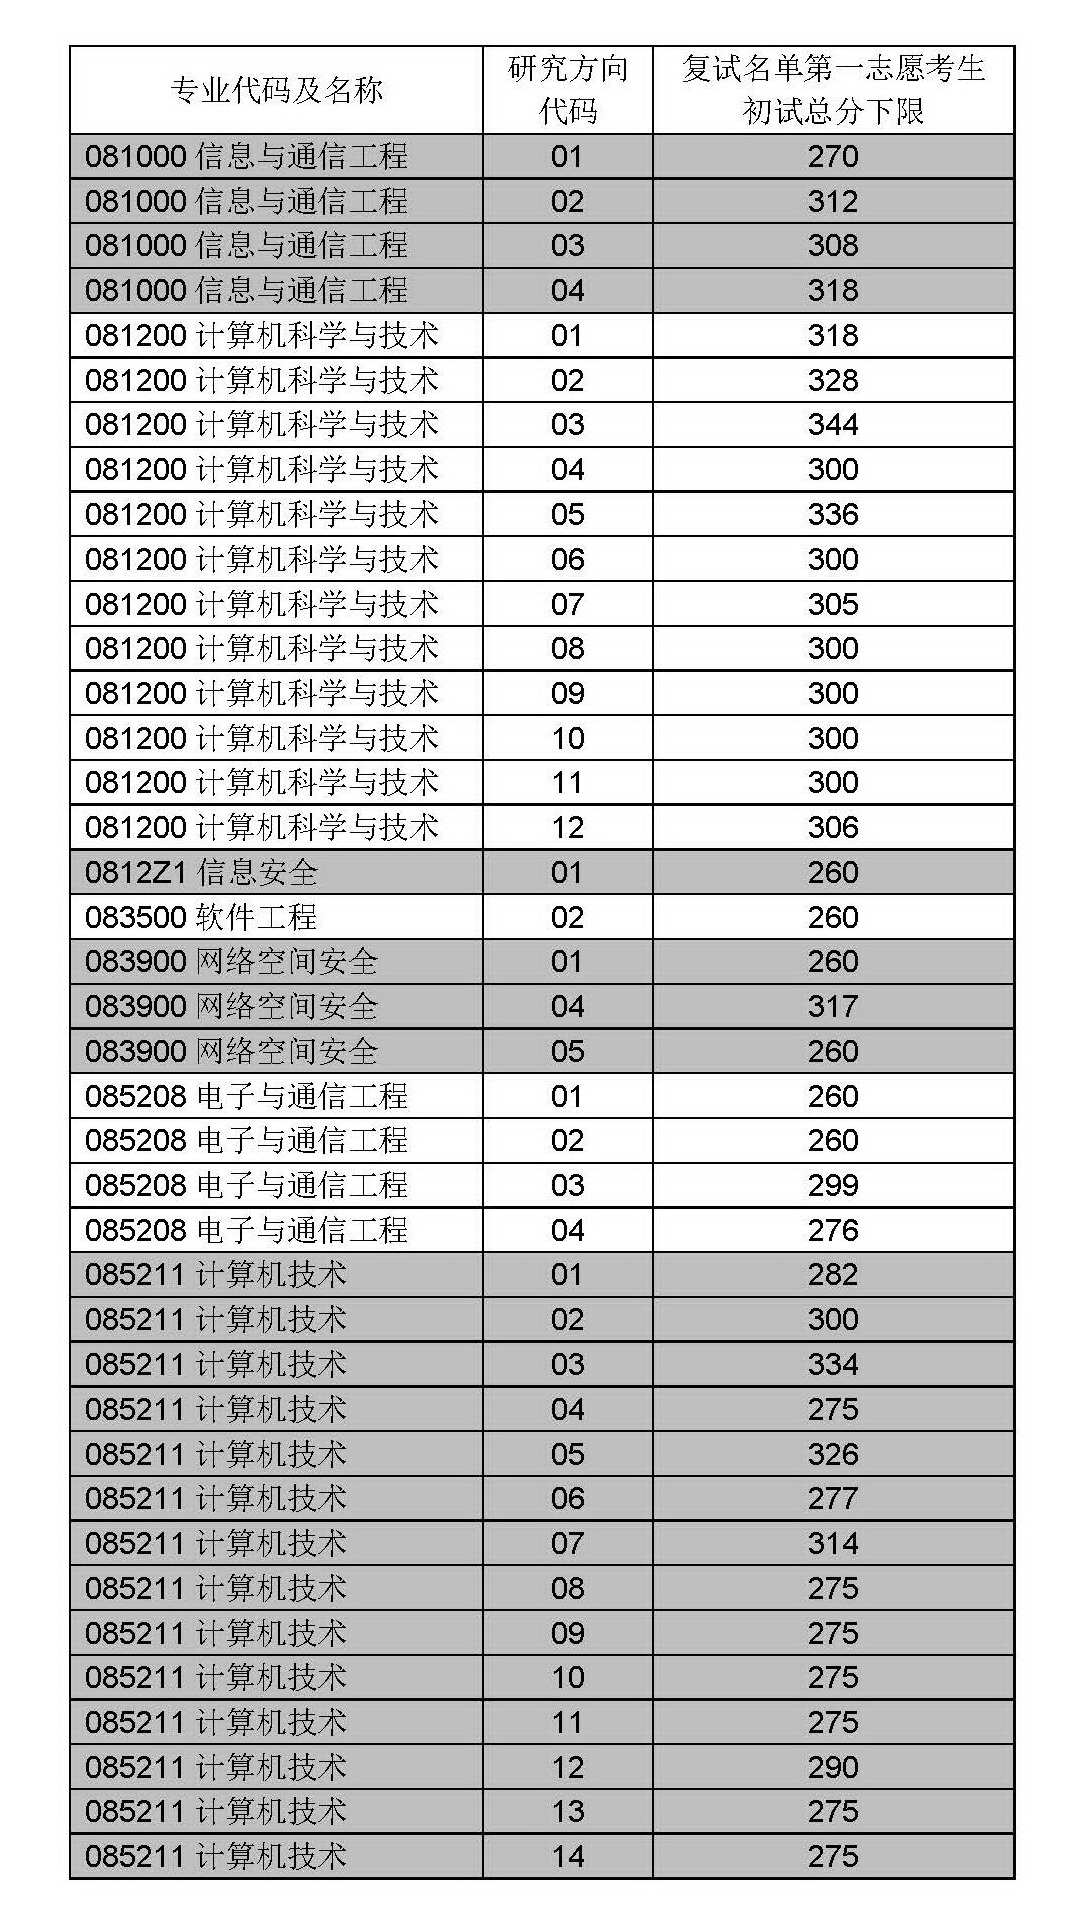 专业代码及名称 研究方向代码 复试名单第一志愿考生初试总分下限
081000 信息与通信工程 01 270
081000 信息与通信工程 02 312
081000 信息与通信工程 03 308
081000 信息与通信工程 04 318
081200 计算机科学与技术 01 318
081200 计算机科学与技术 02 328
081200 计算机科学与技术 03 344
081200 计算机科学与技术 04 300
081200 计算机科学与技术 05 336
081200 计算机科学与技术 06 300
081200 计算机科学与技术 07 305
081200 计算机科学与技术 08 300
081200 计算机科学与技术 09 300
081200 计算机科学与技术 10 300
081200 计算机科学与技术 11 300
081200 计算机科学与技术 12 306
0812Z1 信息安全 01 260
083500 软件工程 02 260
083900 网络空间安全 01 260
083900 网络空间安全 04 317
083900 网络空间安全 05 260
085208 电子与通信工程 01 260
085208 电子与通信工程 02 260
085208 电子与通信工程 03 299
085208 电子与通信工程 04 276
085211 计算机技术 01 282
085211 计算机技术 02 300
085211 计算机技术 03 334
085211 计算机技术 04 275
085211 计算机技术 05 326
085211 计算机技术 06 277
085211 计算机技术 07 314
085211 计算机技术 08 275
085211 计算机技术 09 275
085211 计算机技术 10 275
085211 计算机技术 11 275
085211 计算机技术 12 290
085211 计算机技术 13 275
085211 计算机技术 14 275